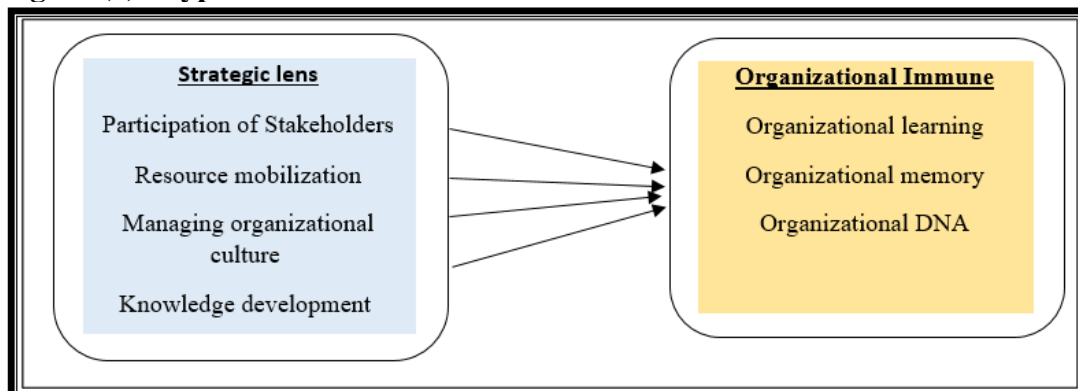 Strategic lens
Participation of Stakeholders
Resource mobilization
Managing organizational
culture
Knowledge development
Organizational Immune
Organizational learning
Organizational memory
Organizational DNA